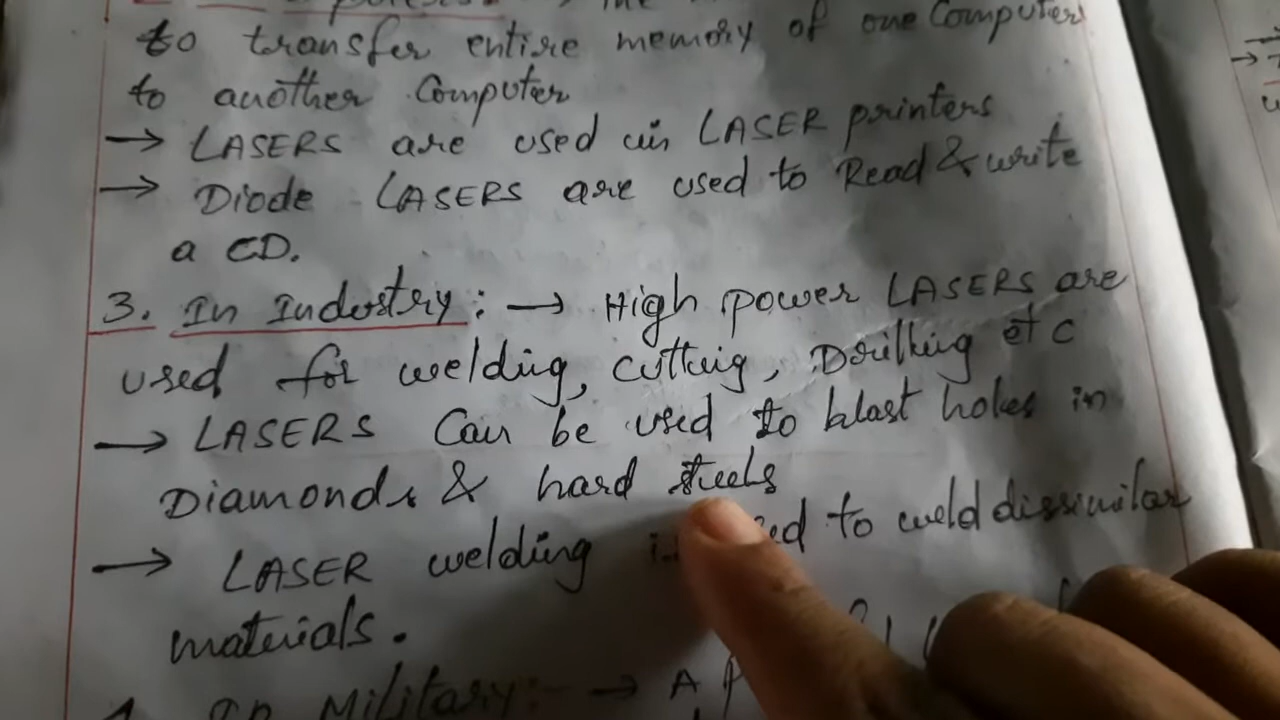 to transfer entire memory of one Computer
to another Computer
→ LASERS are used in LASER printers
→ Diode LASERS are used to Read & write
a CD.
3. In Industry: → High power LASERS are
used for welding, cutting, Drilling etc
→ LASERS Can be used to blast holes in
Diamonds & hard steels
→ LASER welding to weld dissimilar
materials.
In Military: → A